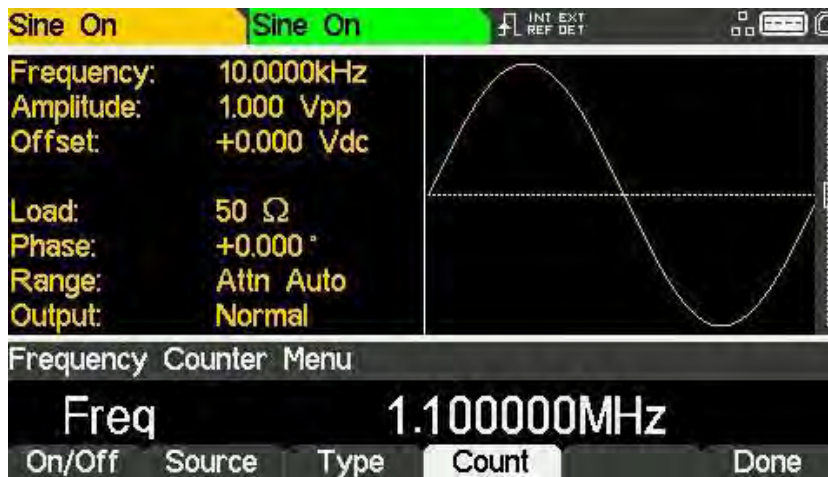 Sine On
Sine On
INT EXT
REF DET
Frequency: 10.0000kHz
Amplitude: 1.000 Vpp
Offset: +0.000 Vdc
Load: 50 Ω
Phase: +0.000°
Range: Attn Auto
Output: Normal
Frequency Counter Menu
Freq 1.100000MHz
On/Off Source Type Count Done